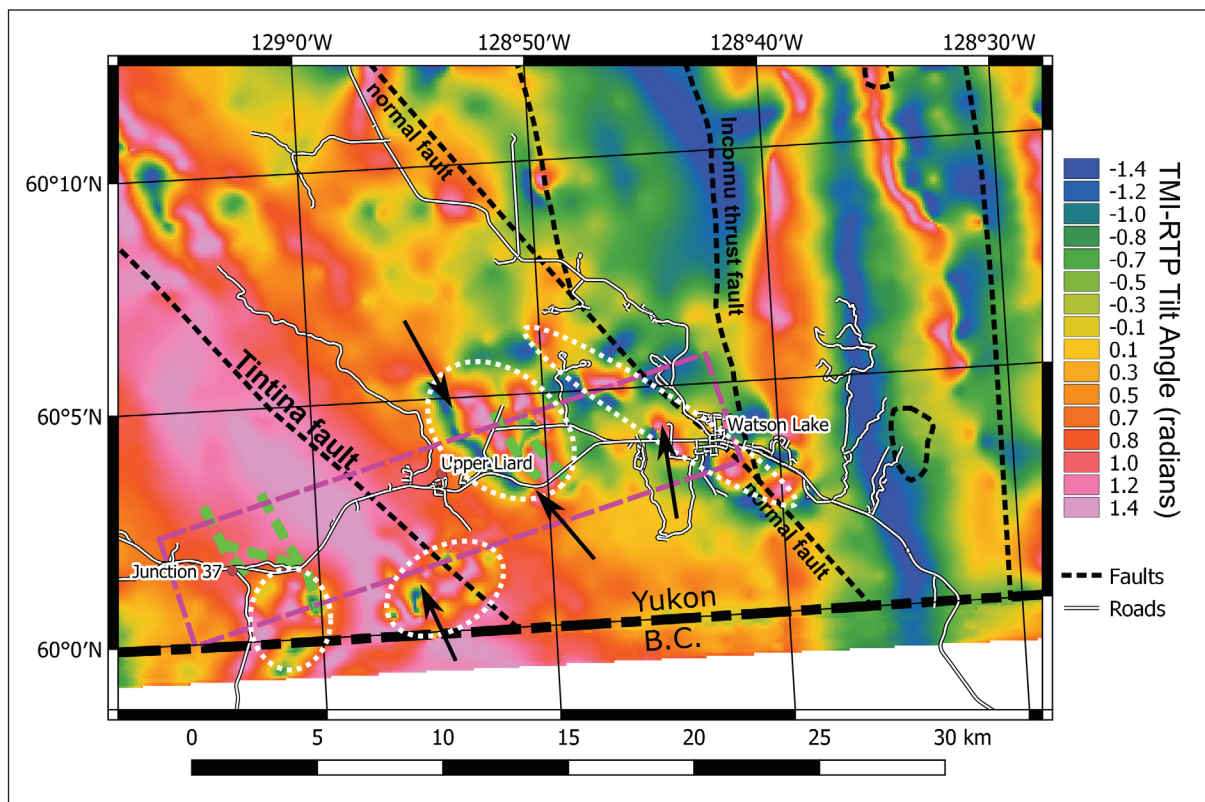 129°0′W
128°50′W
128°40′W
128°30′W
60°10′N
60°5′N
60°0′N
normal fault
Inconnu thrust fault
Tintina fault
Watson Lake
Upper Liard
normal fault
Junction 37
Yukon
B.C.
-1.4
-1.2
-1.0
-0.8
-0.7
-0.5
-0.3
-0.1
0.1
0.3
0.5
0.7
0.8
1.0
1.2
1.4
TMI-RTP Tilt Angle (radians)
Faults
Roads
0 5 10 15 20 25 30 km